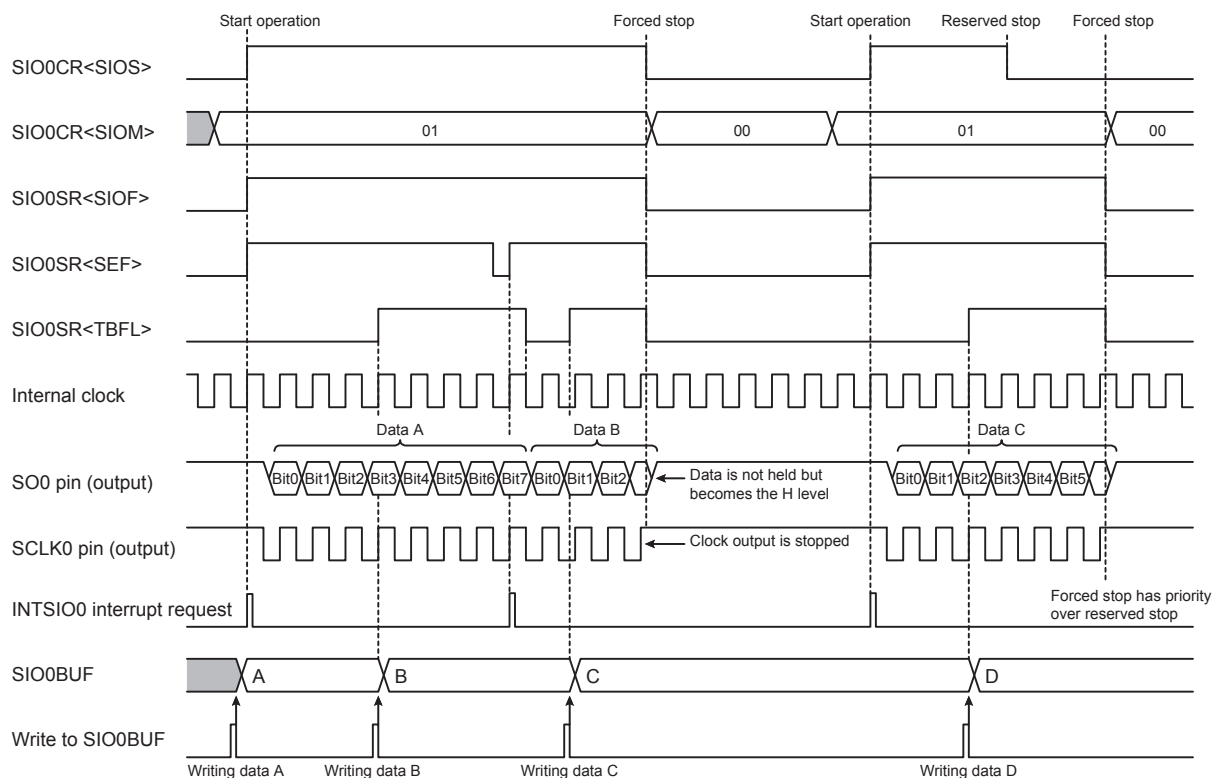 Start operation Forced stop Start operation Reserved stop Forced stop
SIO0CR<SIOS>
SIO0CR<SIOM> 01 00 01 00
SIO0SR<SIOF>
SIO0SR<SEF>
SIO0SR<TBFL>
Internal clock
Data A Data B Data C
SO0 pin (output) Bit0 Bit1 Bit2 Bit3 Bit4 Bit5 Bit6 Bit7 Bit0 Bit1 Bit2 Data is not held but Bit0 Bit1 Bit2 Bit3 Bit4 Bit5
becomes the H level
SCLK0 pin (output) Clock output is stopped
INTSIO0 interrupt request Forced stop has priority
over reserved stop
SIO0BUF A B C D
Write to SIO0BUF
Writing data A Writing data B Writing data C Writing data D